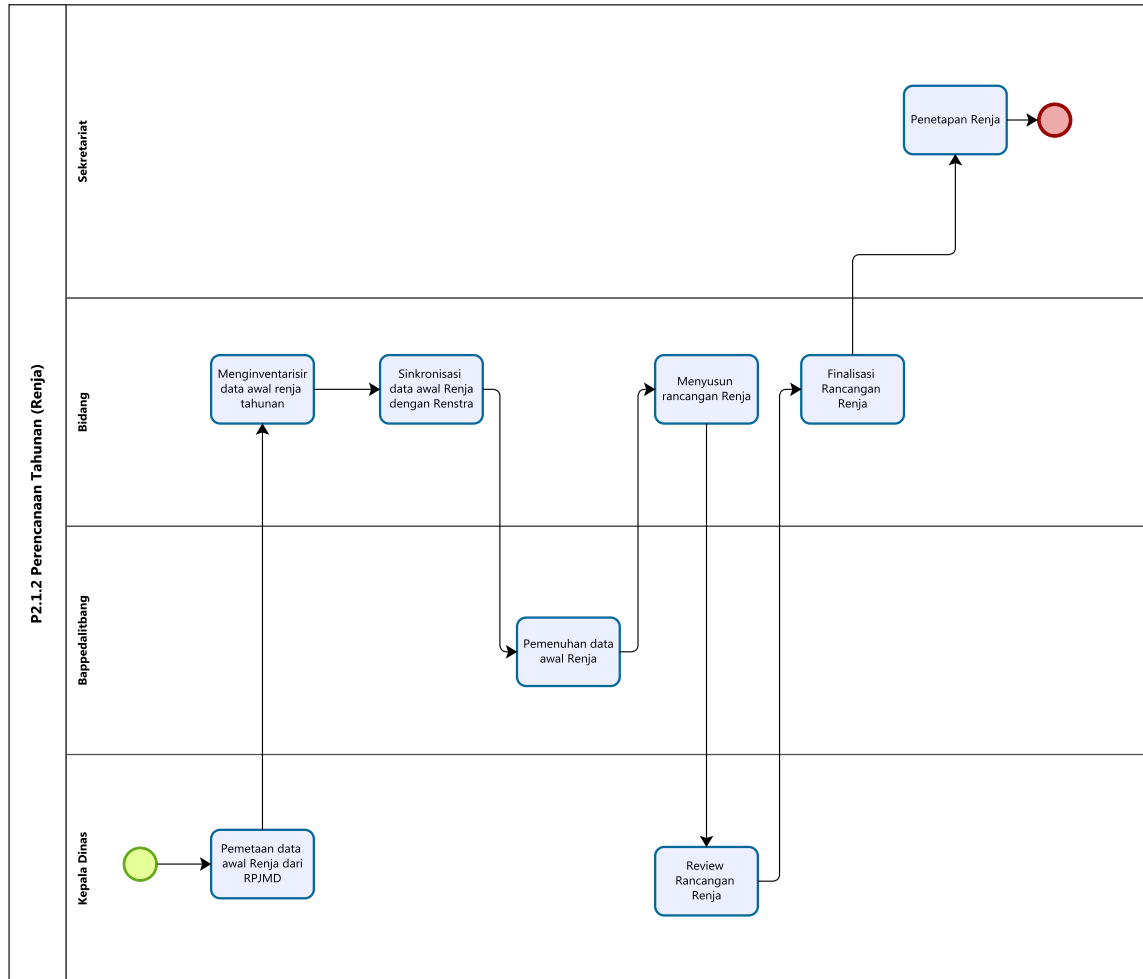 P2.1.2 Perencanaan Tahunan (Renja)
Sekretariat
Penetapan Renja
Bidang
Menginventarisir
data awal renja
tahunan
Sinkronisasi
data awal Renja
dengan Renstra
Menyusun
rancangan Renja
Finalisasi
Rancangan
Renja
Bappedalitbang
Pemenuhan data
awal Renja
Kepala Dinas
Pemetaan data
awal Renja dari
RPJMD
Review
Rancangan
Renja